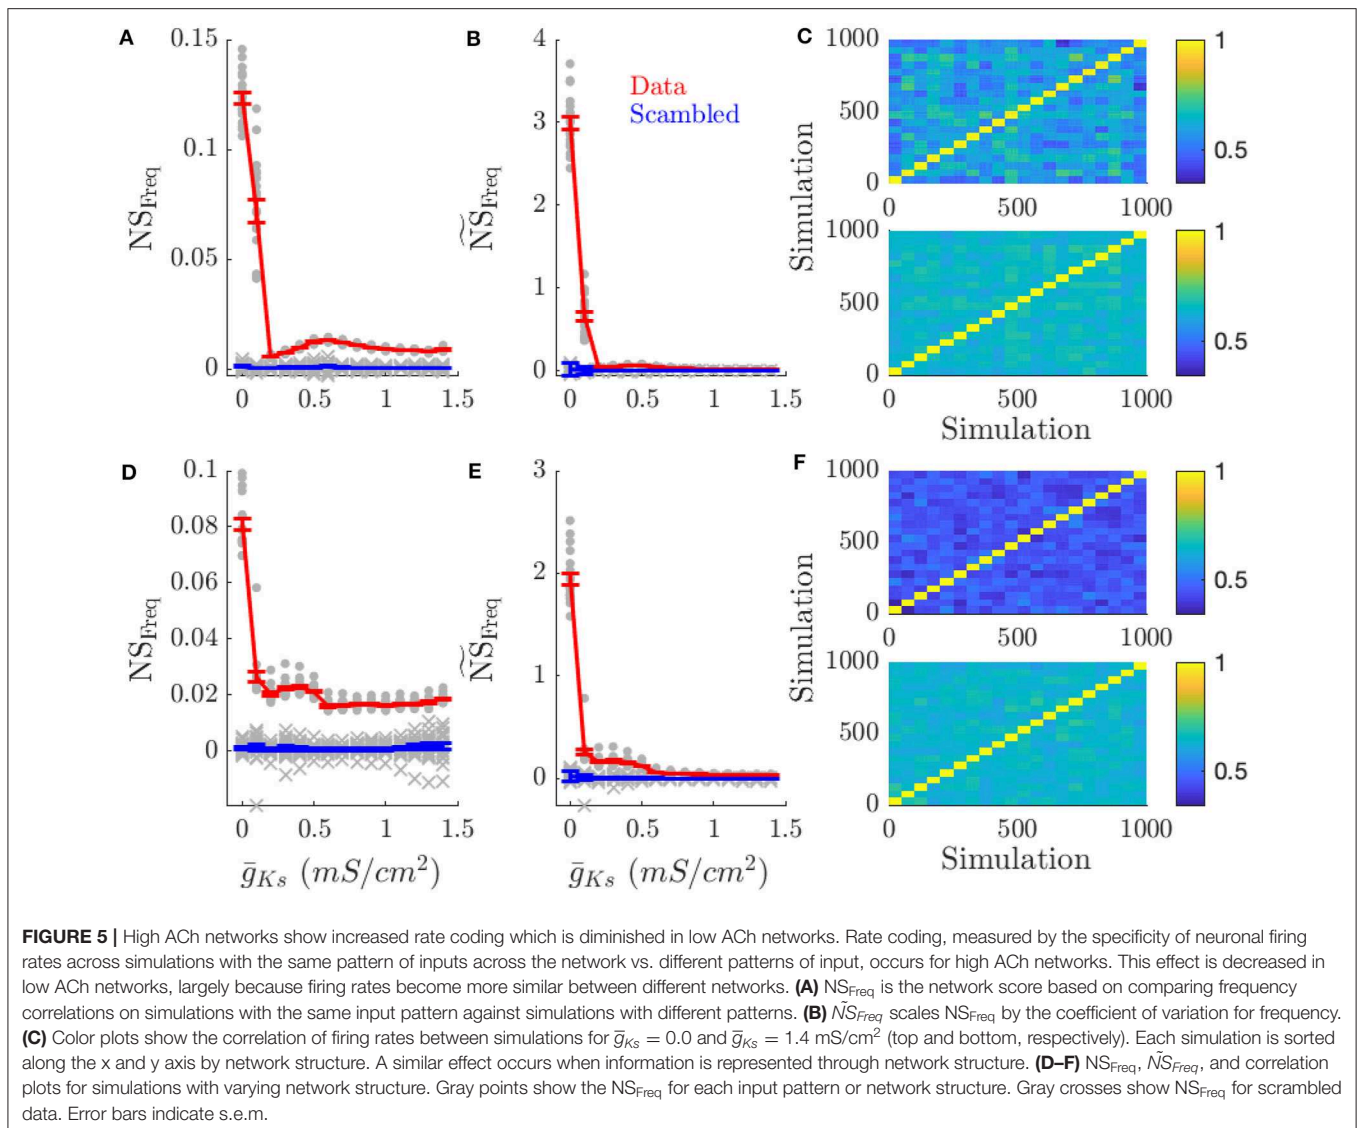 A
0.15
0.1
0.05
0
NS_Freq
0 0.5 1 1.5
B
4
3
2
1
0
ÑS_Freq
Data
Scambled
0 0.5 1 1.5
C
1000
500
0
Simulation
0 500 1000
1
0.5
1000
500
0
0 500 1000
Simulation
1
0.5
D
0.1
0.08
0.06
0.04
0.02
0
NS_Freq
0 0.5 1 1.5
ḡ_Ks (mS/cm²)
E
3
2
1
0
ÑS_Freq
0 0.5 1 1.5
ḡ_Ks (mS/cm²)
F
1000
500
0
Simulation
0 500 1000
1
0.5
1000
500
0
0 500 1000
Simulation
1
0.5
FIGURE 5 | High ACh networks show increased rate coding which is diminished in low ACh networks. Rate coding, measured by the specificity of neuronal firing
rates across simulations with the same pattern of inputs across the network vs. different patterns of input, occurs for high ACh networks. This effect is decreased in
low ACh networks, largely because firing rates become more similar between different networks. (A) NS_Freq is the network score based on comparing frequency
correlations on simulations with the same input pattern against simulations with different patterns. (B) ÑS_Freq scales NS_Freq by the coefficient of variation for frequency.
(C) Color plots show the correlation of firing rates between simulations for ḡ_Ks = 0.0 and ḡ_Ks = 1.4 mS/cm² (top and bottom, respectively). Each simulation is sorted
along the x and y axis by network structure. A similar effect occurs when information is represented through network structure. (D–F) NS_Freq, ÑS_Freq, and correlation
plots for simulations with varying network structure. Gray points show the NS_Freq for each input pattern or network structure. Gray crosses show NS_Freq for scrambled
data. Error bars indicate s.e.m.